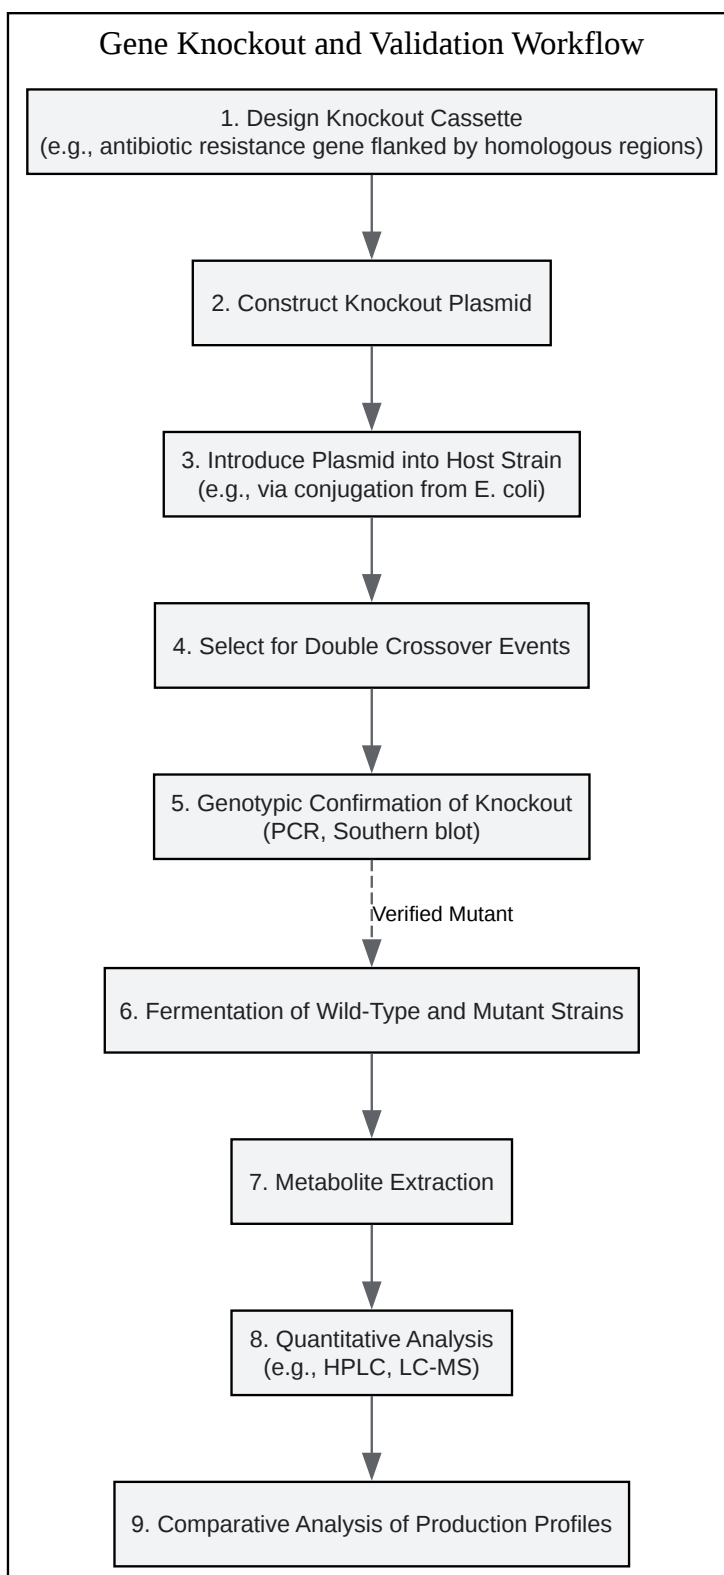 Gene Knockout and Validation Workflow
1. Design Knockout Cassette
(e.g., antibiotic resistance gene flanked by homologous regions)
2. Construct Knockout Plasmid
3. Introduce Plasmid into Host Strain
(e.g., via conjugation from E. coli)
4. Select for Double Crossover Events
5. Genotypic Confirmation of Knockout
(PCR, Southern blot)
Verified Mutant
6. Fermentation of Wild-Type and Mutant Strains
7. Metabolite Extraction
8. Quantitative Analysis
(e.g., HPLC, LC-MS)
9. Comparative Analysis of Production Profiles